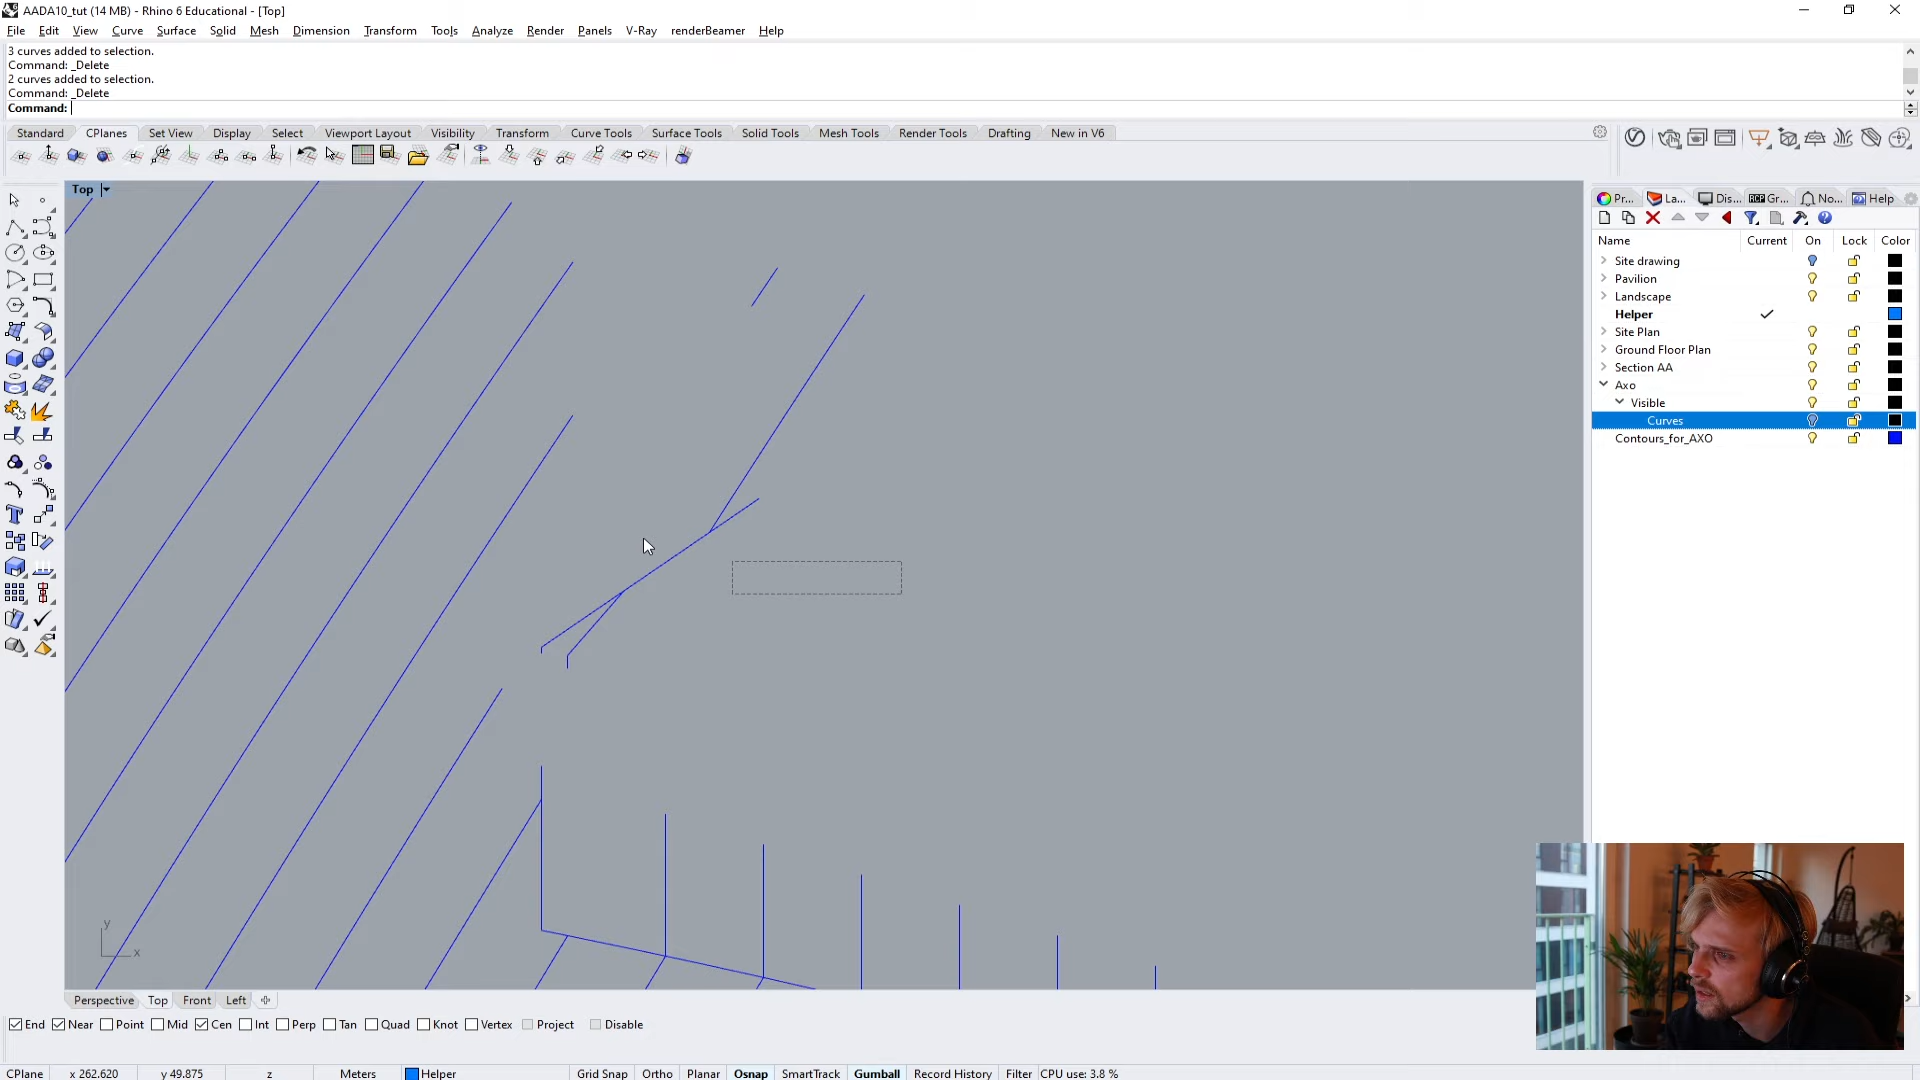 AADA10_tut (14 MB) - Rhino 6 Educational - [Top]
File Edit View Curve Surface Solid Mesh Dimension Transform Tools Analyze Render Panels V-Ray renderBeamer Help
3 curves added to selection.
Command: _Delete
2 curves added to selection.
Command: _Delete
Command:
Standard CPlanes Set View Display Select Viewport Layout Visibility Transform Curve Tools Surface Tools Solid Tools Mesh Tools Render Tools Drafting New in V6
Top
Pr... La... Dis... RCP Gr... No... Help
Name Current On Lock Color
Site drawing
Pavilion
Landscape
Helper
Site Plan
Ground Floor Plan
Section AA
Axo
Visible
Curves
Contours_for_AXO
y
x
Perspective Top Front Left
End Near Point Mid Cen Int Perp Tan Quad Knot Vertex Project Disable
CPlane x 262.620 y 49.875 z Meters Helper Grid Snap Ortho Planar Osnap SmartTrack Gumball Record History Filter CPU use: 3.8 %